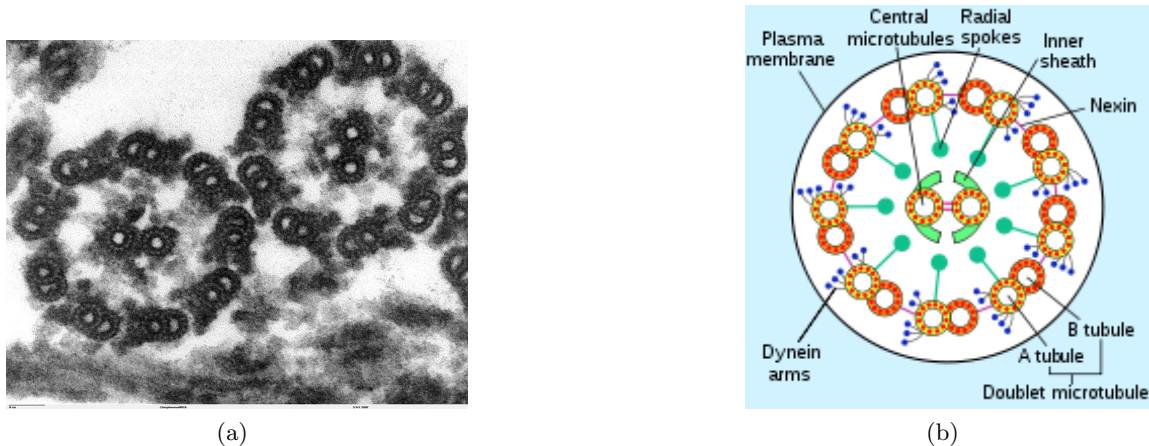 Central
microtubules
Radial
spokes
Plasma
membrane
Inner
sheath
Nexin
Dynein
arms
B tubule
A tubule
Doublet microtubule
(a)
(b)